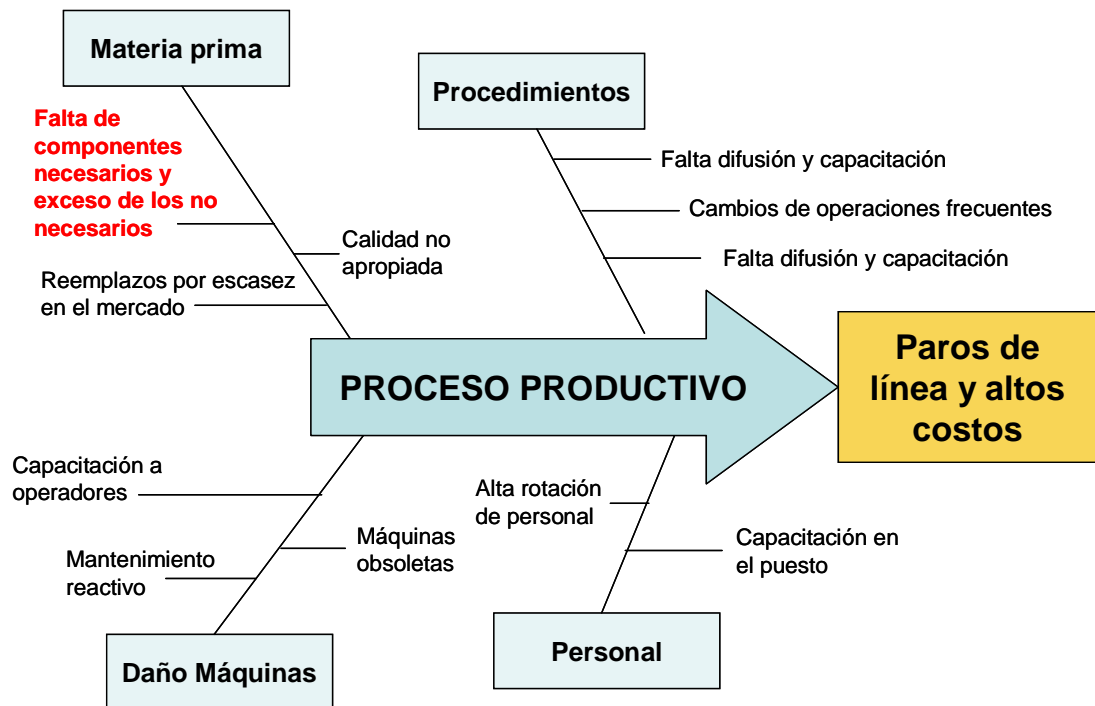 Materia prima
Falta de
componentes
necesarios y
exceso de los no
necesarios
Calidad no
apropiada
Reemplazos por escasez
en el mercado
Procedimientos
Falta difusión y capacitación
Cambios de operaciones frecuentes
Falta difusión y capacitación
PROCESO PRODUCTIVO
Paros de
línea y altos
costos
Capacitación a
operadores
Máquinas
obsoletas
Mantenimiento
reactivo
Daño Máquinas
Alta rotación
de personal
Capacitación en
el puesto
Personal